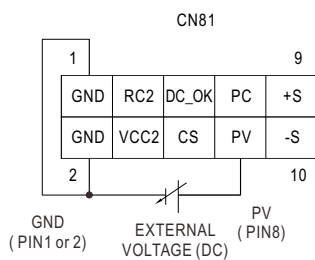 CN81
1 9
GND RC2 DC_OK PC +S
GND VCC2 CS PV -S
2 10
GND
( PIN1 or 2)
EXTERNAL
VOLTAGE (DC)
PV
( PIN8)